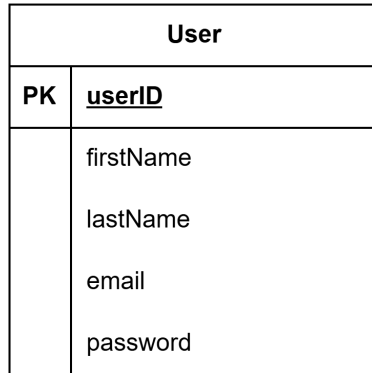 User
PK userID
firstName
lastName
email
password